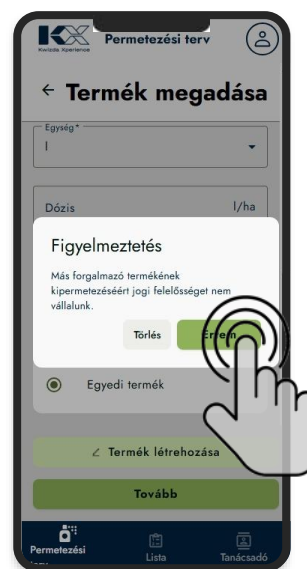 KX
Kwizda Xperience
Permetezési terv
← Termék megadása
Egység*
l
Dózis l/ha
Figyelmeztetés
Más forgalmazó termékének
kipermetezéséért jogi felelősséget nem
vállalunk.
Törlés
Egyedi termék
Termék létrehozása
Tovább
Permetezési
terv
Lista
Tanácsadó